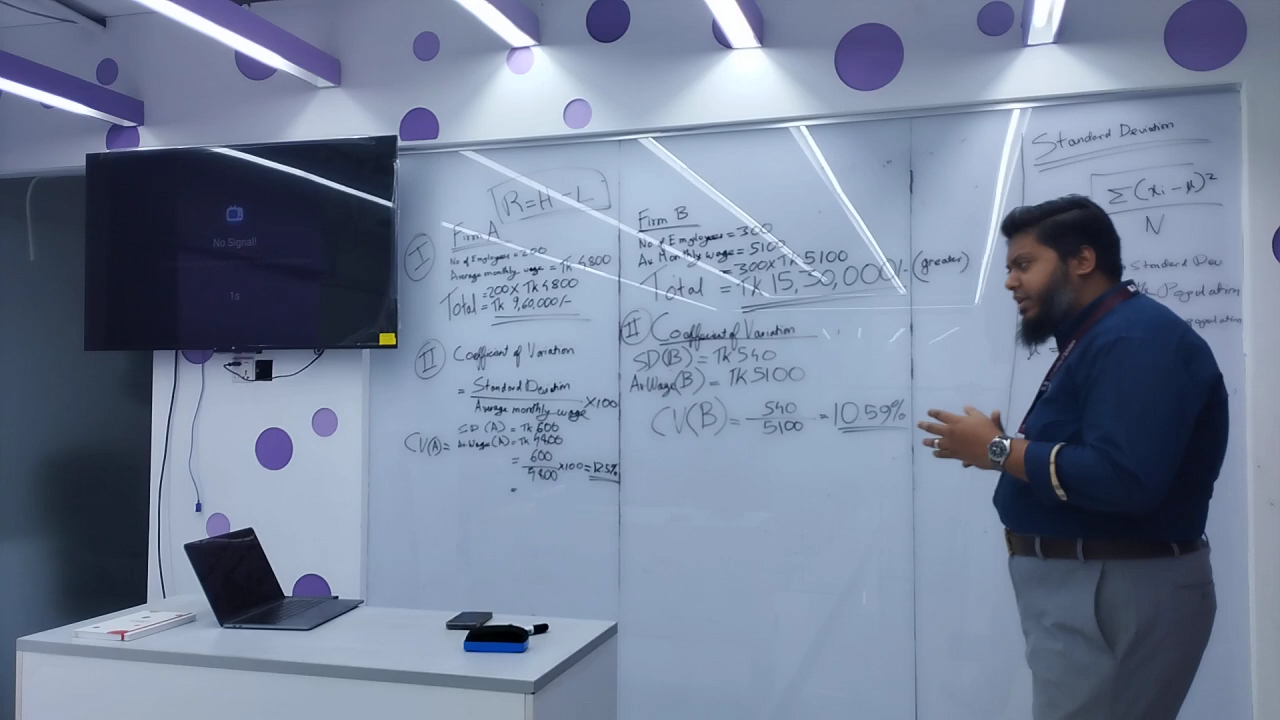 No Signal!
1s
R=H-L
I
Firm A
No of Employees = 200
Average monthly wage = TK 4800
= 200 X TK 4800
Total = TK 9,60,000/-
II Coefficient of Variation
= Standard Deviation
Average monthly wage X100
SD (A) = TK 600
CV(A) = Av Wage (A) = TK 4800
= 600
4800 X100 = 12.5%
=
Firm B
No of Employees = 300
Av Monthly wage = 5100
= 300 X TK 5100
Total = TK 15,30,000/- (greater)
II Coefficient of Variation
SD(B) = TK 540
Av Wage(B) = TK 5100
CV(B) = 540
5100 = 10.59%
Standard Deviation
Σ(xi - μ)²
N
Standard Dev
Population